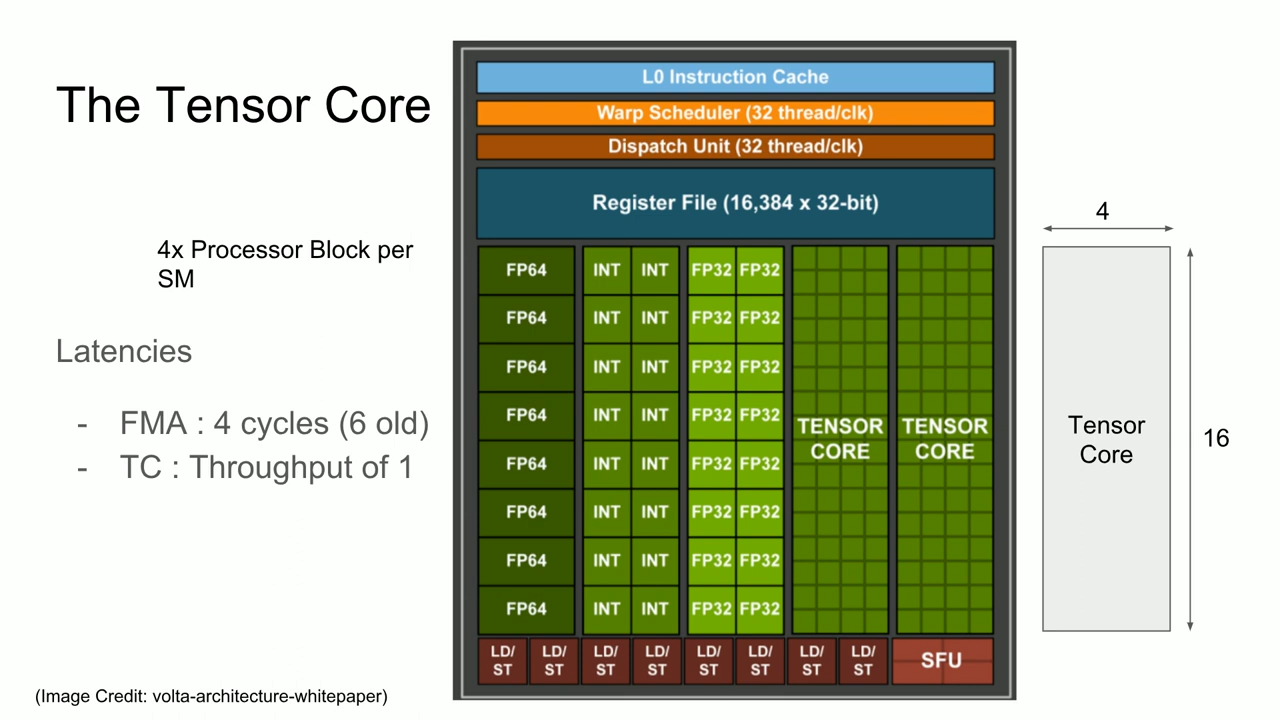 The Tensor Core
4x Processor Block per
SM
Latencies
- FMA : 4 cycles (6 old)
- TC : Throughput of 1
(Image Credit: volta-architecture-whitepaper)
L0 Instruction Cache
Warp Scheduler (32 thread/clk)
Dispatch Unit (32 thread/clk)
Register File (16,384 x 32-bit)
FP64 INT INT FP32 FP32
FP64 INT INT FP32 FP32
FP64 INT INT FP32 FP32
FP64 INT INT FP32 FP32
FP64 INT INT FP32 FP32
FP64 INT INT FP32 FP32
FP64 INT INT FP32 FP32
FP64 INT INT FP32 FP32
TENSOR TENSOR
CORE CORE
LD/ LD/ LD/ LD/ LD/ LD/ LD/ LD/
ST ST ST ST ST ST ST ST
SFU
4
Tensor
Core
16